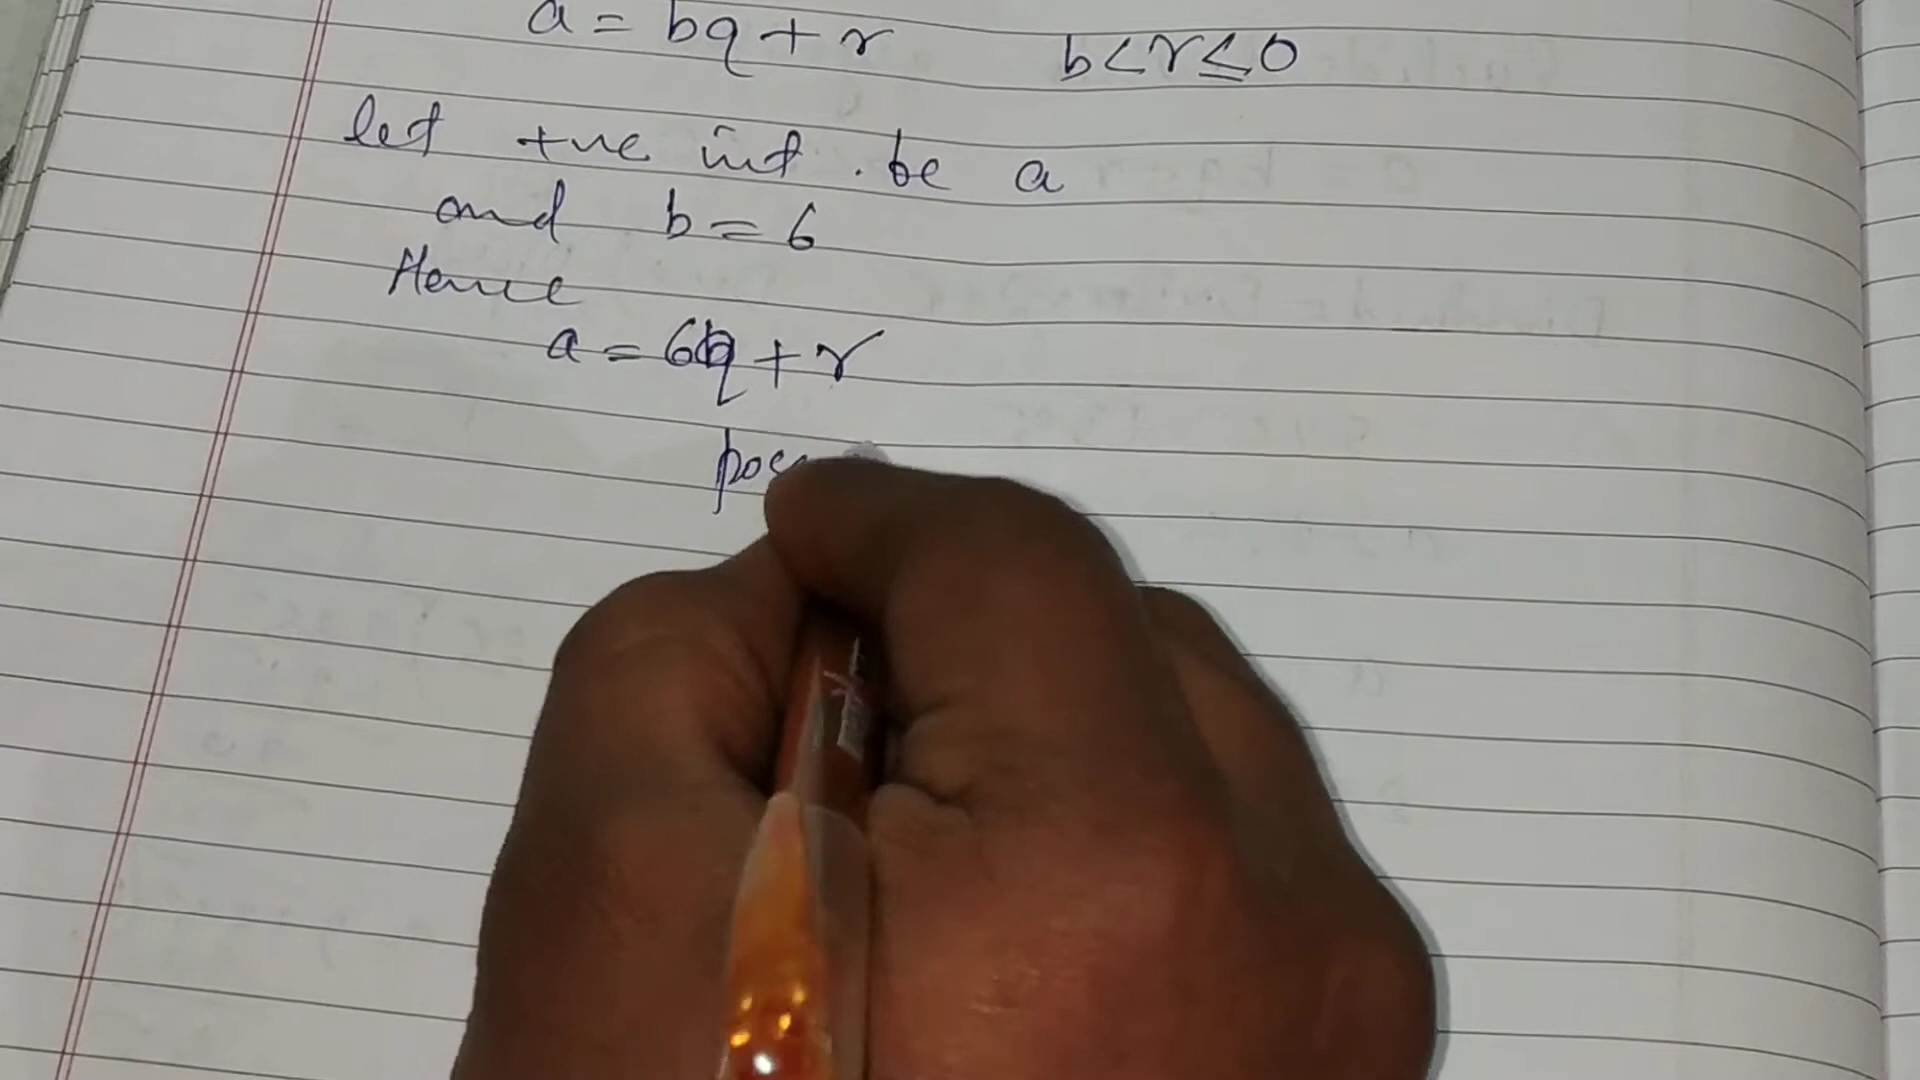 a = bq + r b<r≤0
let +ve int. be a
and b = 6
Hence
a = 6q + r